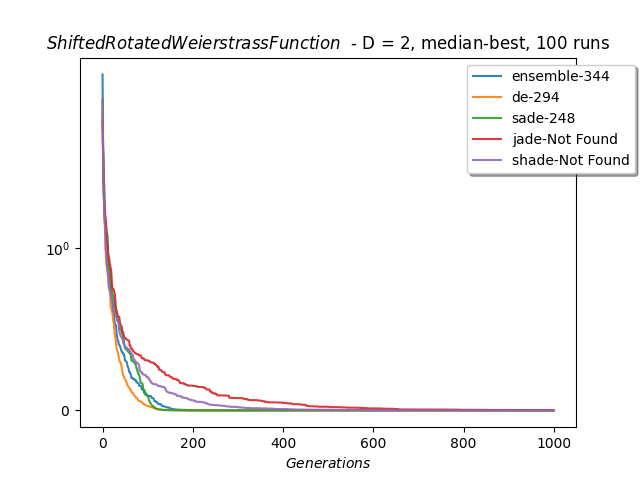 ShiftedRotatedWeierstrassFunction - D = 2, median-best, 100 runs
ensemble-344
de-294
sade-248
jade-Not Found
shade-Not Found
10⁰
0
0 200 400 600 800 1000
Generations